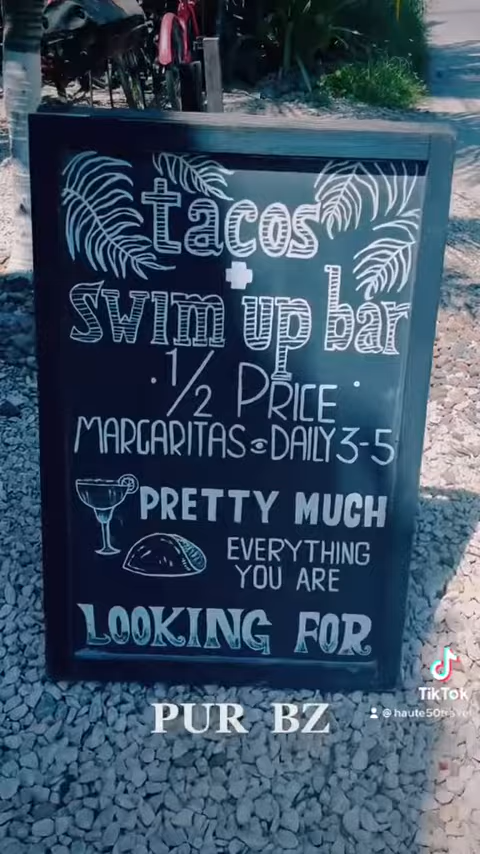 tacos
+
swim up bar
· 1/2 PRICE ·
MARGARITAS DAILY 3-5
PRETTY MUCH
EVERYTHING
YOU ARE
LOOKING FOR
TikTok
PUR BZ